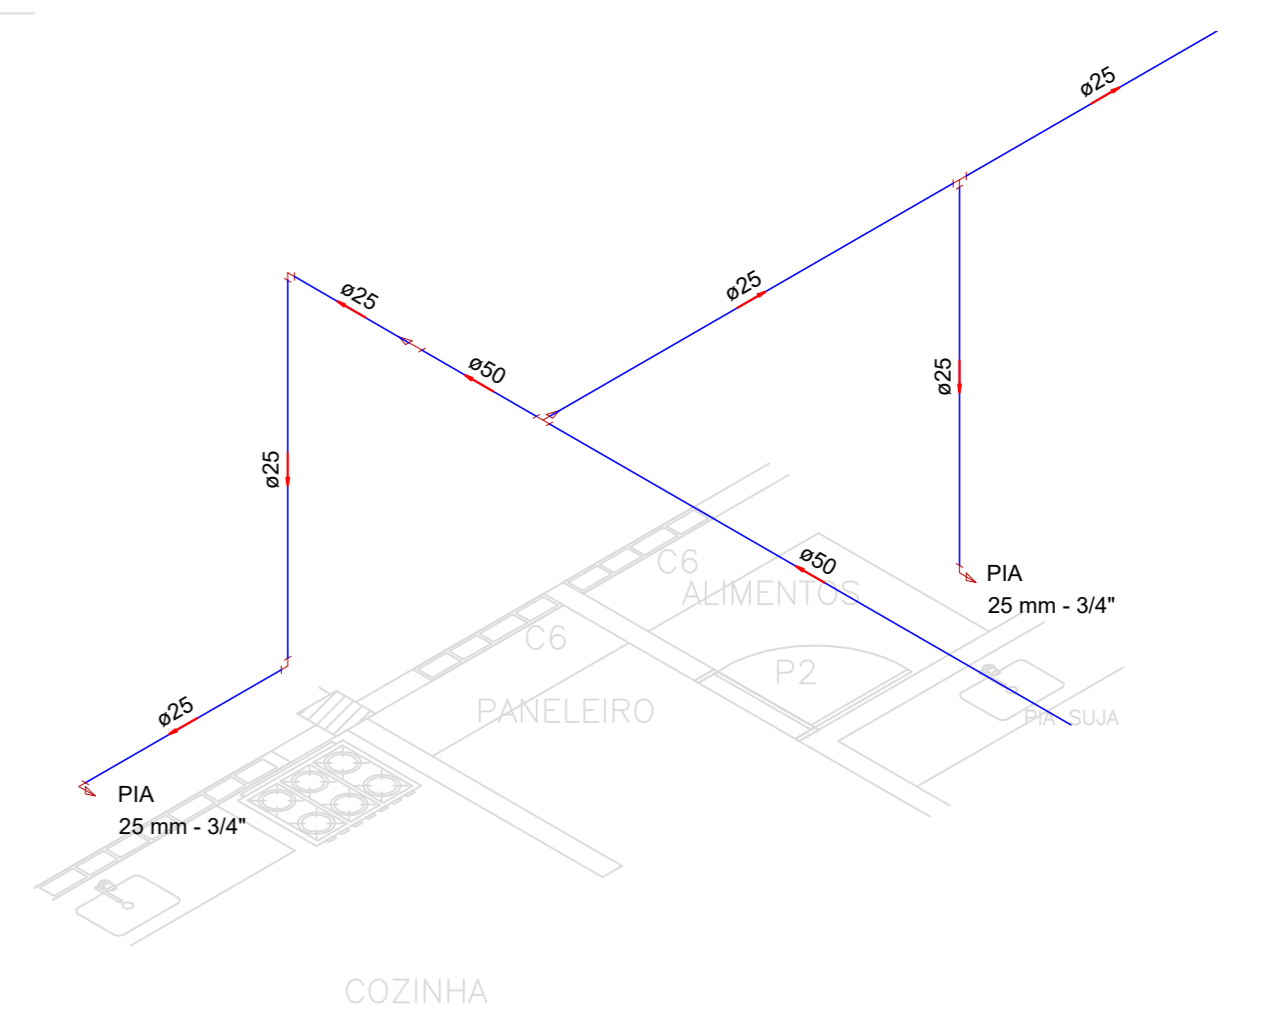 ø25
ø25
ø25
ø50
ø25
ø25
ø50
C6
ALIMENTOS
PIA
25 mm - 3/4"
C6
P2
PANELEIRO
PIA SUJA
ø25
PIA
25 mm - 3/4"
COZINHA